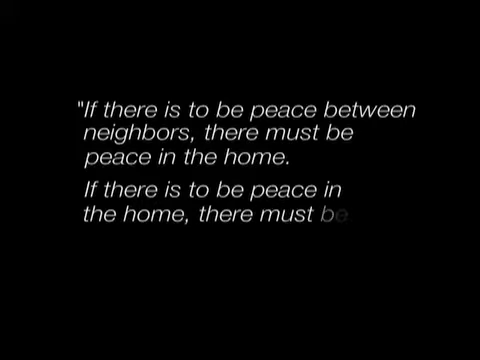 "If there is to be peace between
neighbors, there must be
peace in the home.
If there is to be peace in
the home, there must be